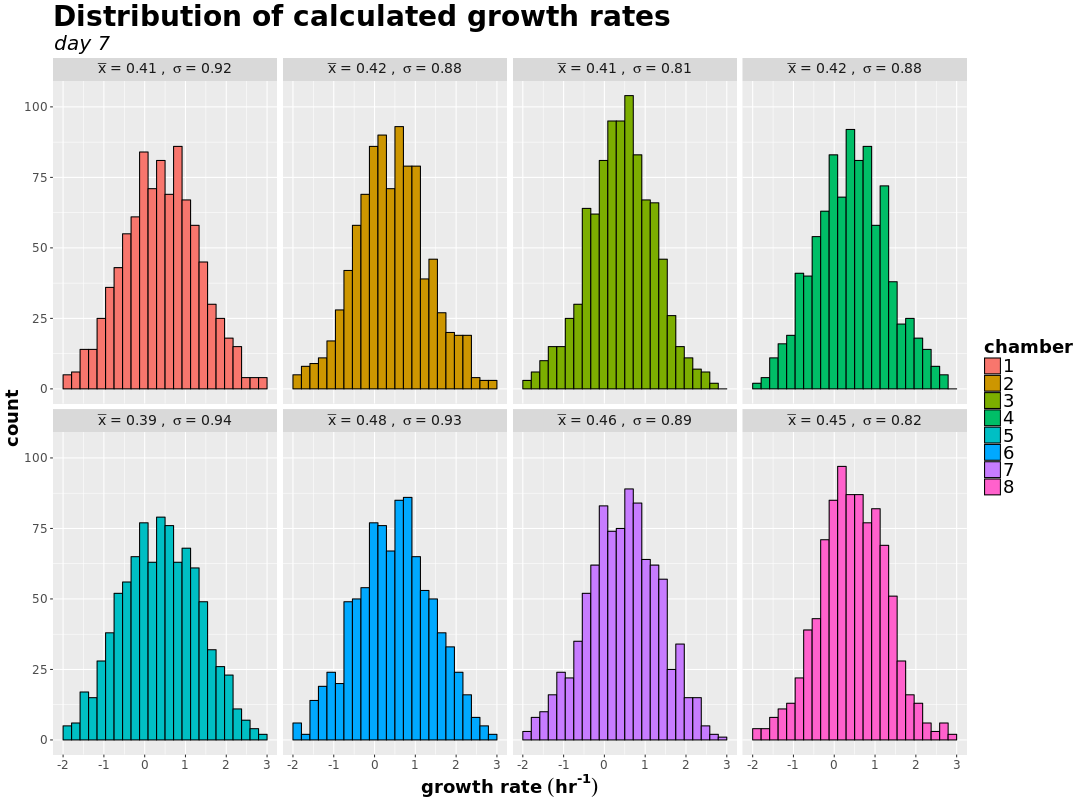 Distribution of calculated growth rates
day 7
x̅ = 0.41 , σ = 0.92
x̅ = 0.42 , σ = 0.88
x̅ = 0.41 , σ = 0.81
x̅ = 0.42 , σ = 0.88
100
75
50
25
0
x̅ = 0.39 , σ = 0.94
x̅ = 0.48 , σ = 0.93
x̅ = 0.46 , σ = 0.89
x̅ = 0.45 , σ = 0.82
100
75
50
25
0
-2 -1 0 1 2 3
-2 -1 0 1 2 3
-2 -1 0 1 2 3
-2 -1 0 1 2 3
count
growth rate (hr⁻¹)
chamber
1
2
3
4
5
6
7
8